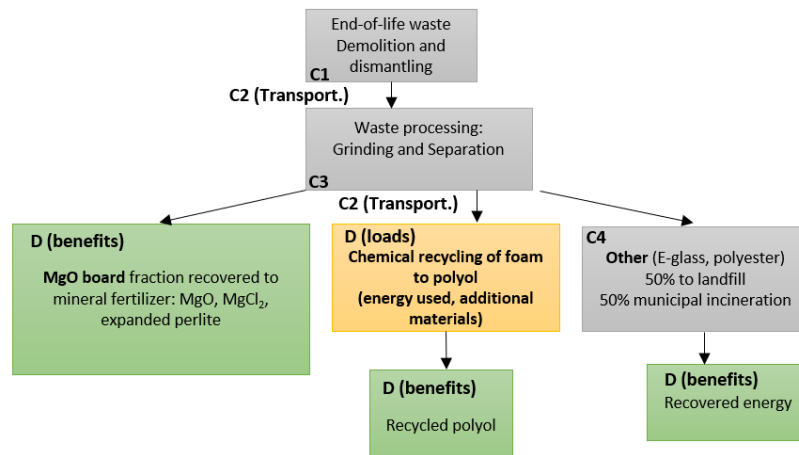 End-of-life waste
Demolition and
dismantling
C1
C2 (Transport.)
Waste processing:
Grinding and Separation
C3
C2 (Transport.)
D (benefits)
MgO board fraction recovered to
mineral fertilizer: MgO, MgCl₂,
expanded perlite
D (loads)
Chemical recycling of foam
to polyol
(energy used, additional
materials)
C4
Other (E-glass, polyester)
50% to landfill
50% municipal incineration
D (benefits)
Recycled polyol
D (benefits)
Recovered energy